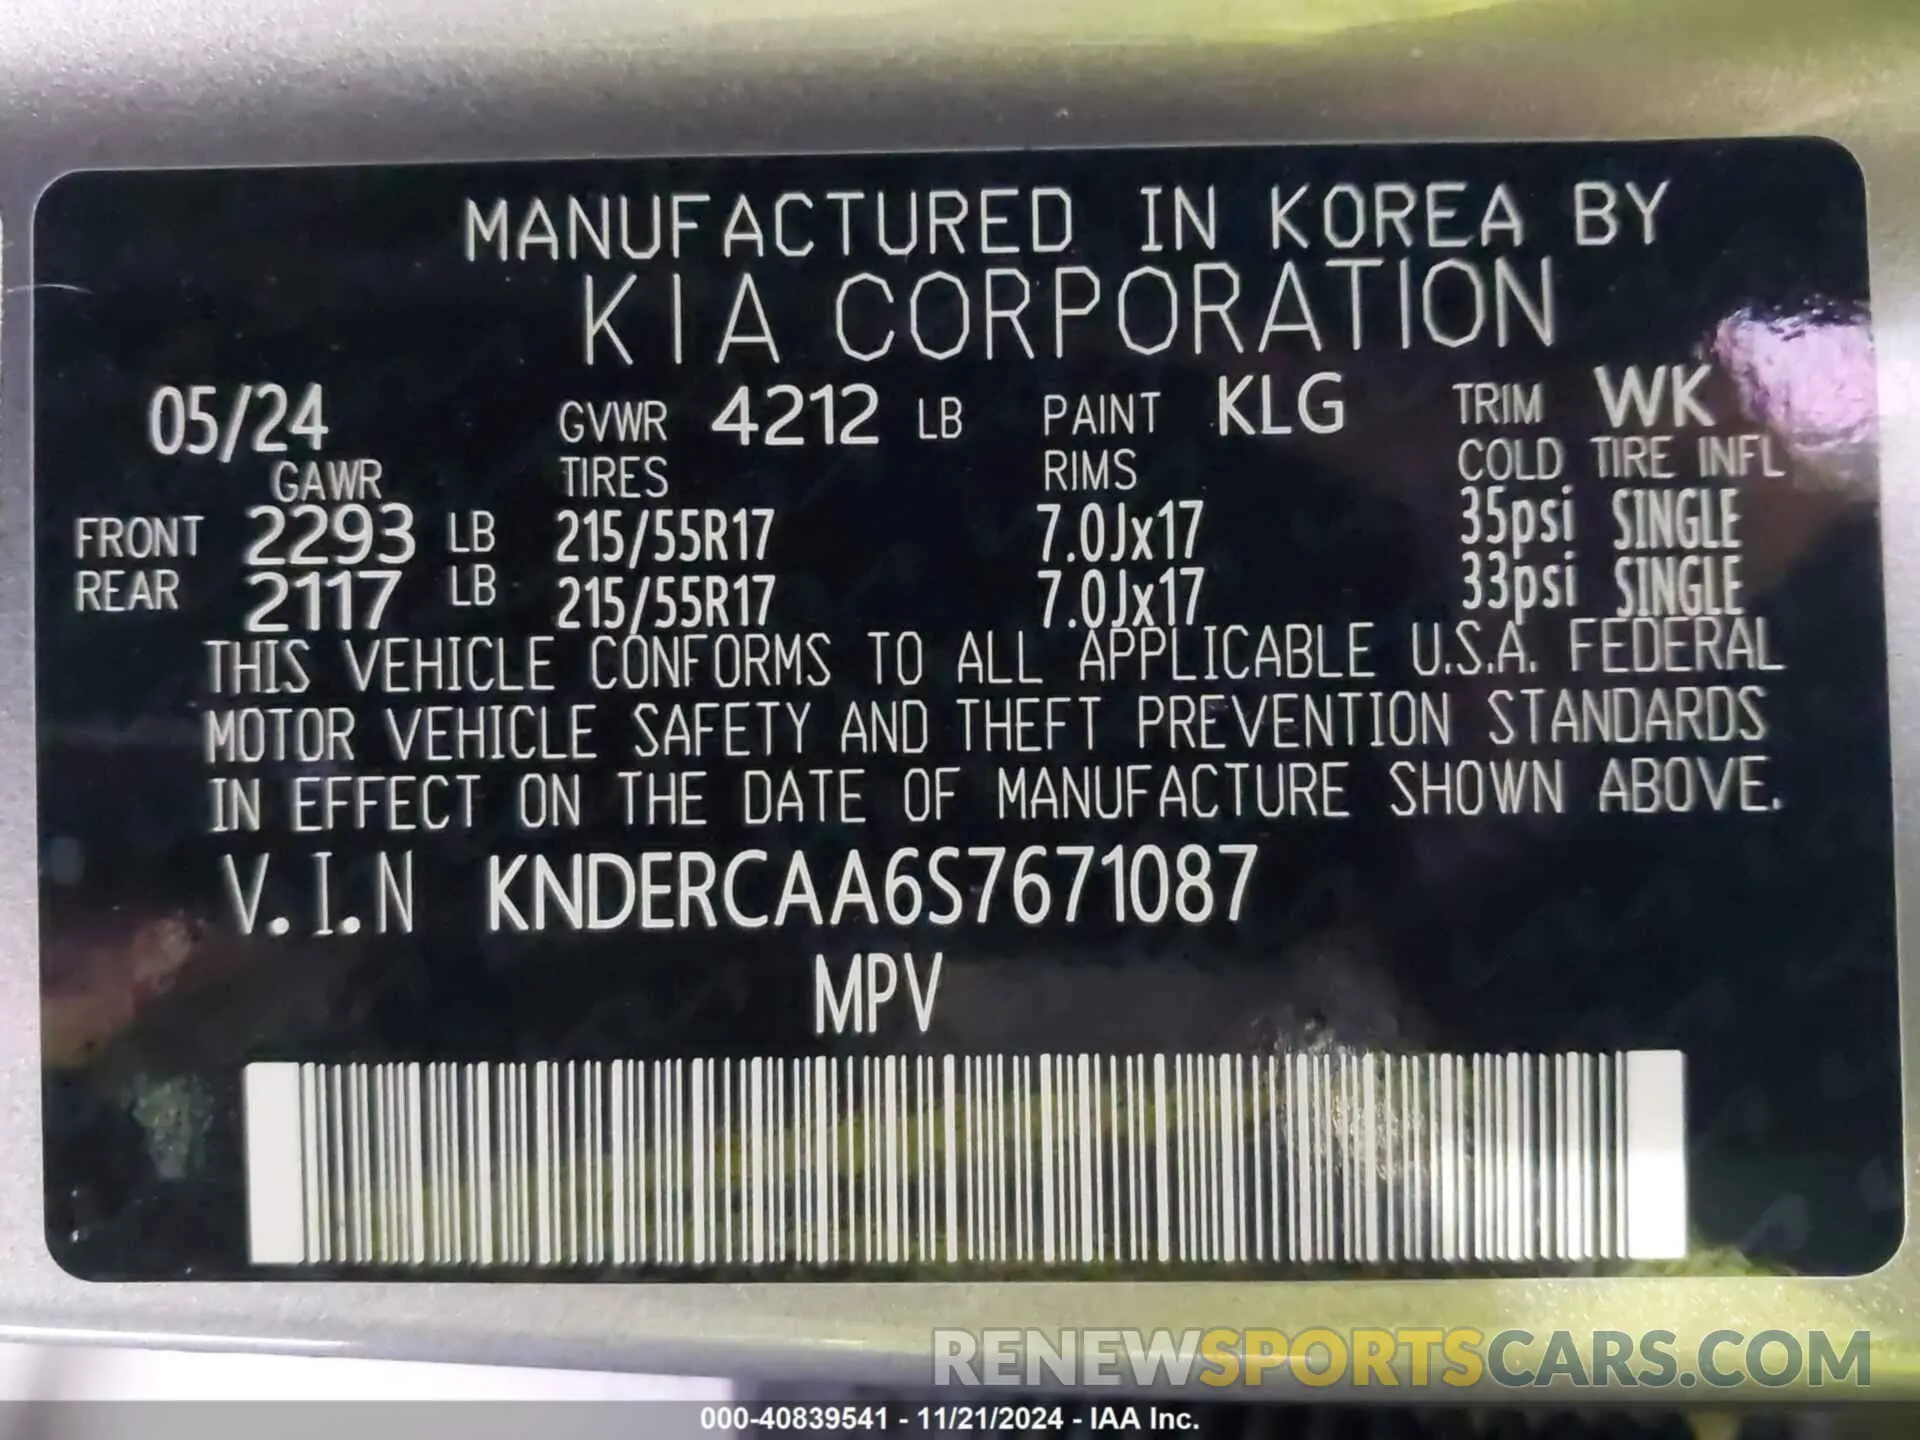 MANUFACTURED IN KOREA BY
KIA CORPORATION
05/24 GVWR 4212 LB PAINT KLG TRIM WK
GAWR TIRES RIMS COLD TIRE INFL
FRONT 2293 LB 215/55R17 7.0Jx17 35psi SINGLE
REAR 2117 LB 215/55R17 7.0Jx17 33psi SINGLE
THIS VEHICLE CONFORMS TO ALL APPLICABLE U.S.A. FEDERAL
MOTOR VEHICLE SAFETY AND THEFT PREVENTION STANDARDS
IN EFFECT ON THE DATE OF MANUFACTURE SHOWN ABOVE.
V.I.N KNDERCAA6S7671087
MPV
RENEWSPORTSCARS.COM
000-40839541 - 11/21/2024 - IAA Inc.